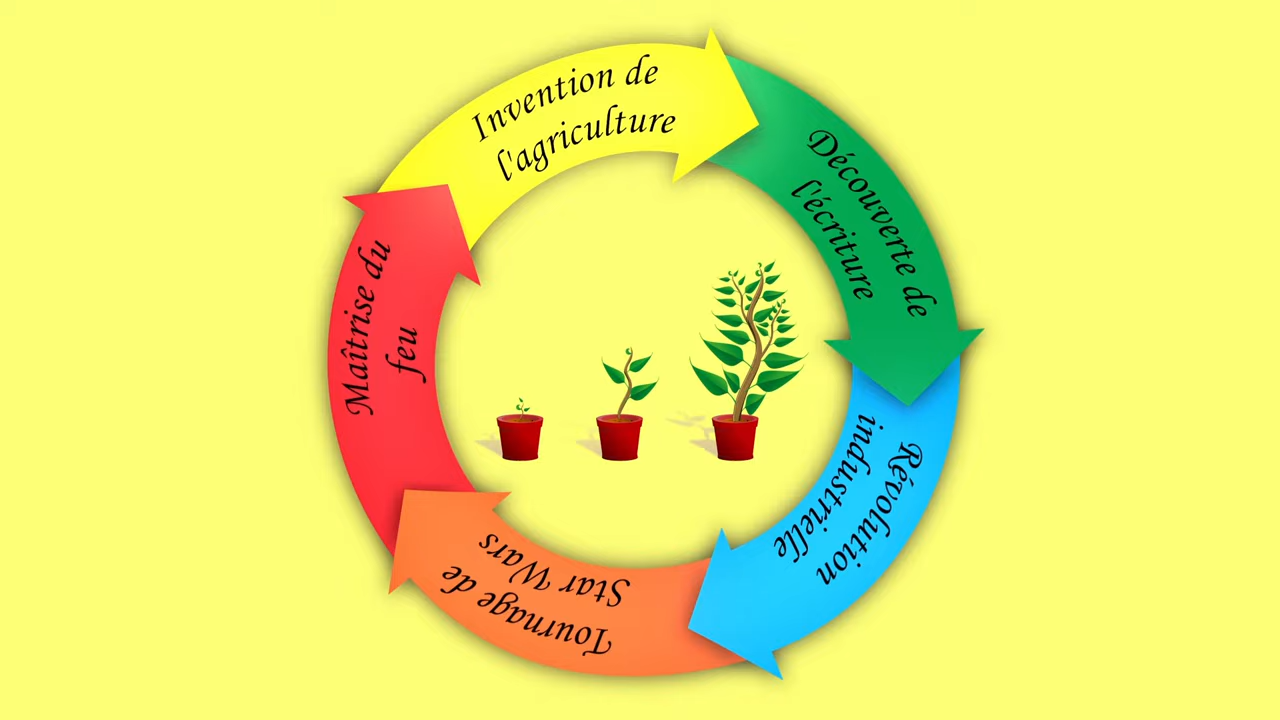 Invention de
l'agriculture
Découverte de
l'écriture
Révolution
industrielle
Tournage de
Star Wars
Maîtrise du
feu